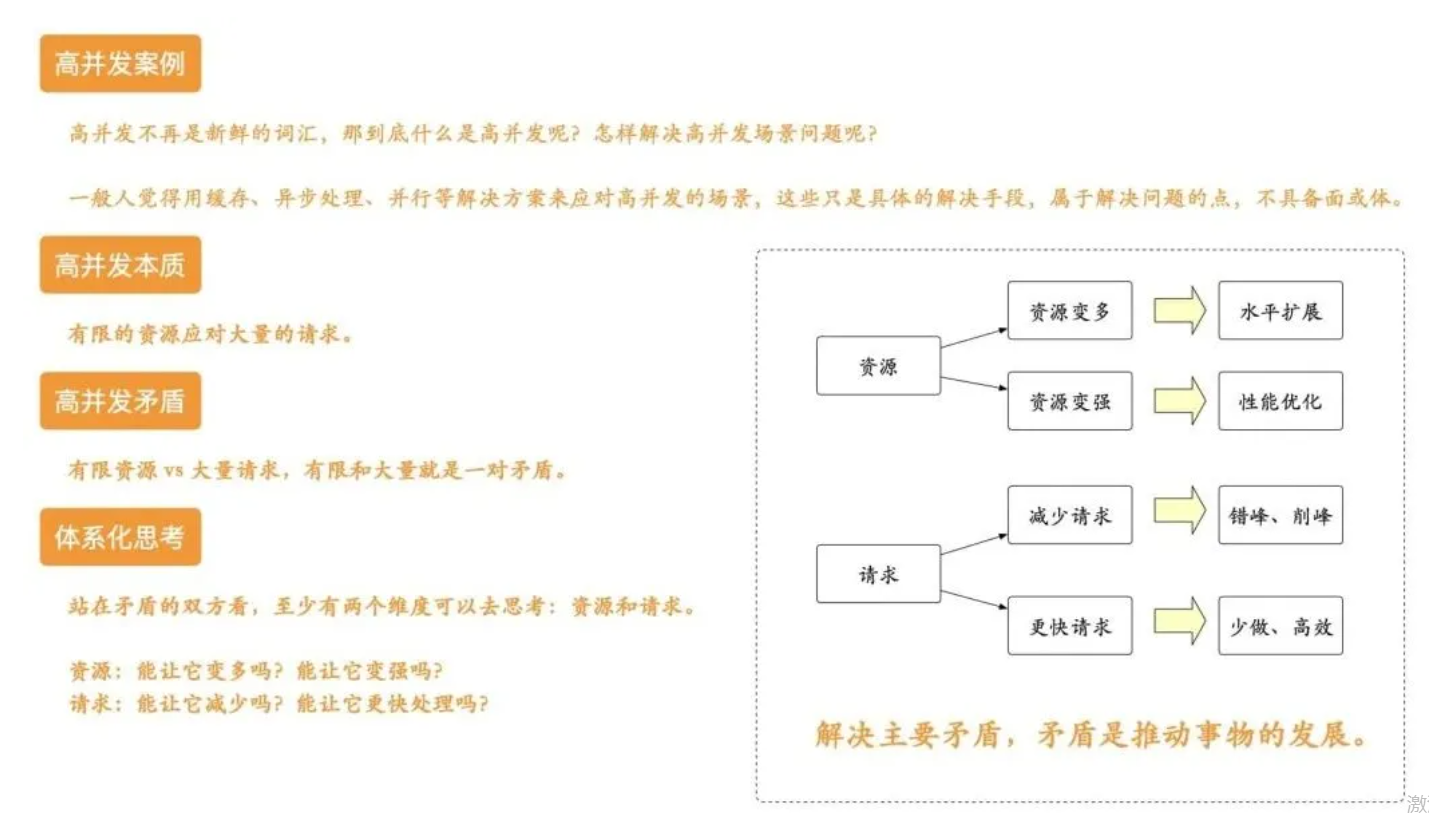 高并发案例
高并发不再是新鲜的词汇，那到底什么是高并发呢？怎样解决高并发场景问题呢？
一般人觉得用缓存、异步处理、并行等解决方案来应对高并发的场景，这些只是具体的解决手段，属于解决问题的点，不具备面或体。
高并发本质
有限的资源应对大量的请求。
高并发矛盾
有限资源 vs 大量请求，有限和大量就是一对矛盾。
体系化思考
站在矛盾的双方看，至少有两个维度可以去思考：资源和请求。
资源：能让它变多吗？能让它变强吗？
请求：能让它减少吗？能让它更快处理吗？
资源
资源变多
水平扩展
资源变强
性能优化
请求
减少请求
错峰、削峰
更快请求
少做、高效
解决主要矛盾，矛盾是推动事物的发展。